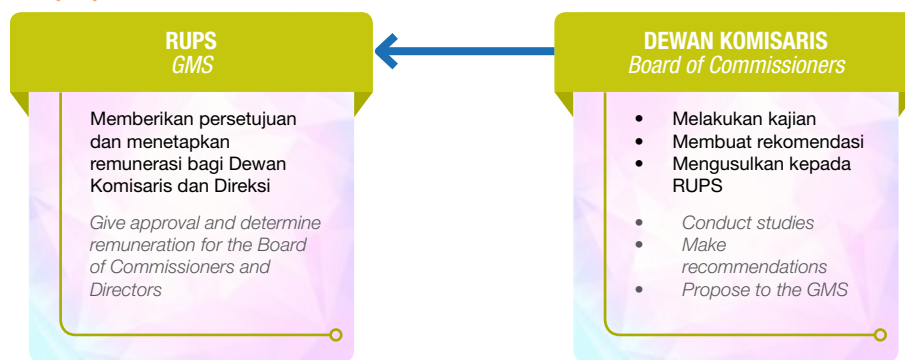 RUPS
GMS
Memberikan persetujuan
dan menetapkan
remunerasi bagi Dewan
Komisaris dan Direksi
Give approval and determine
remuneration for the Board
of Commissioners and
Directors
DEWAN KOMISARIS
Board of Commissioners
• Melakukan kajian
• Membuat rekomendasi
• Mengusulkan kepada
RUPS
• Conduct studies
• Make
recommendations
• Propose to the GMS